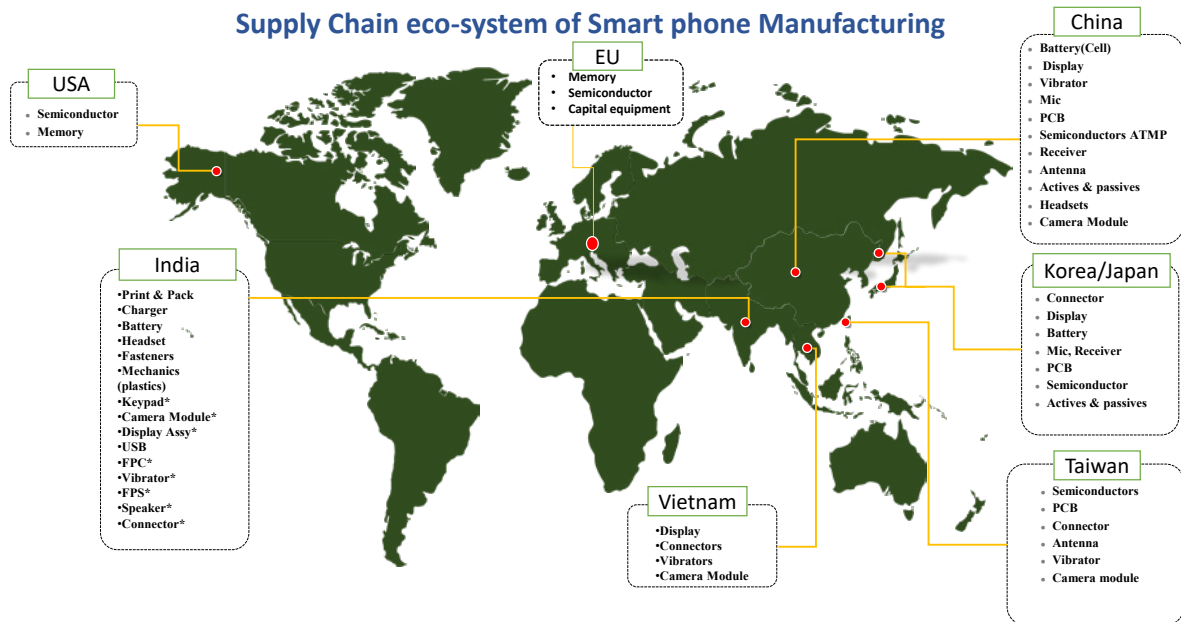 Supply Chain eco-system of Smart phone Manufacturing
USA
• Semiconductor
• Memory
EU
• Memory
• Semiconductor
• Capital equipment
China
• Battery(Cell)
• Display
• Vibrator
• Mic
• PCB
• Semiconductors ATMP
• Receiver
• Antenna
• Actives & passives
• Headsets
• Camera Module
India
•Print & Pack
•Charger
•Battery
•Headset
•Fasteners
•Mechanics
(plastics)
•Keypad*
•Camera Module*
•Display Assy*
•USB
•FPC*
•Vibrator*
•FPS*
•Speaker*
•Connector*
Korea/Japan
• Connector
• Display
• Battery
• Mic, Receiver
• PCB
• Semiconductor
• Actives & passives
Vietnam
•Display
•Connectors
•Vibrators
•Camera Module
Taiwan
• Semiconductors
• PCB
• Connector
• Antenna
• Vibrator
• Camera module